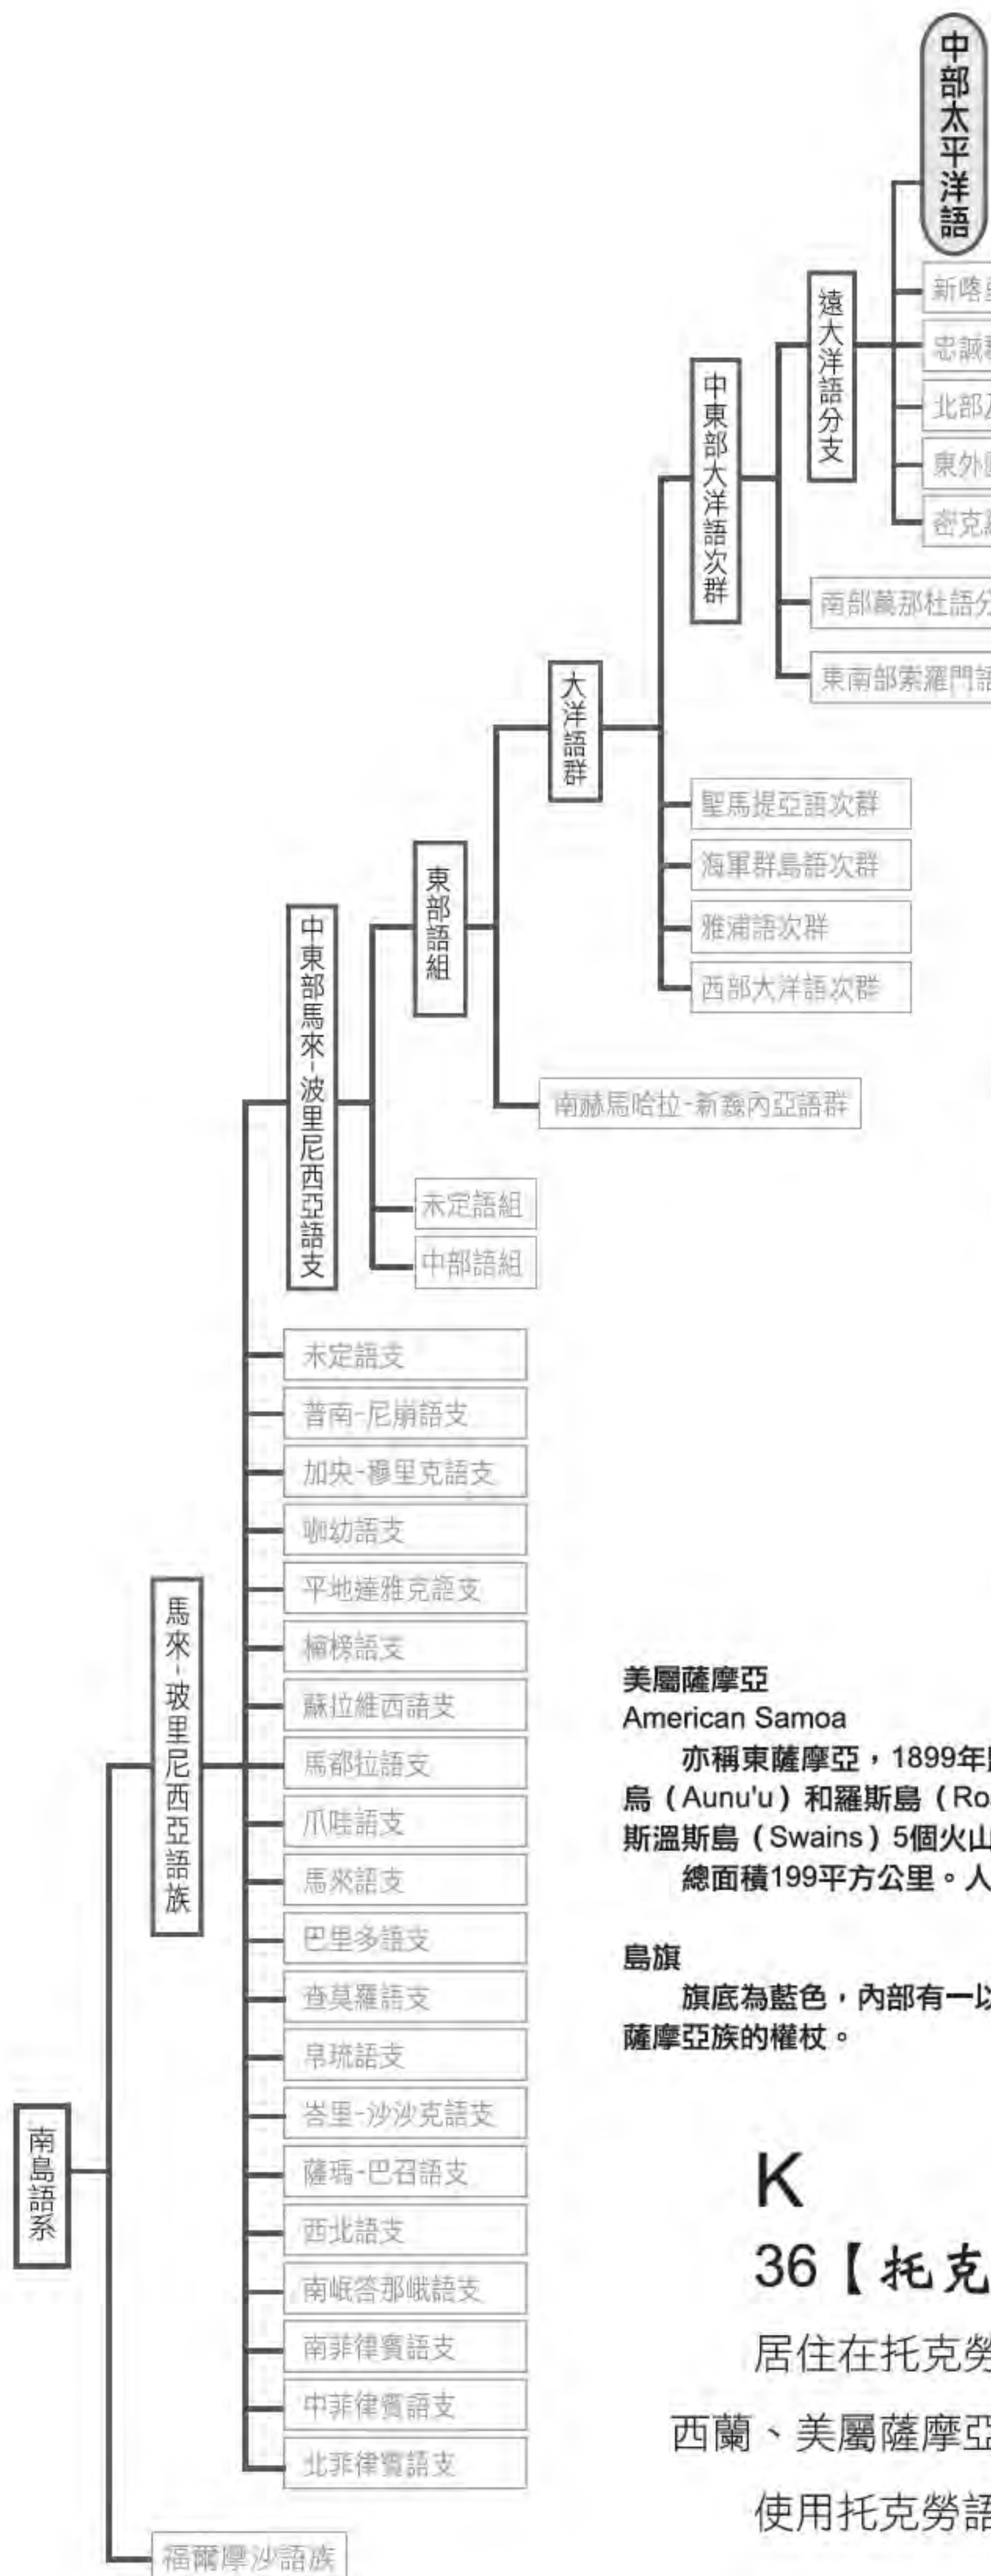 中部太平洋語
遠大洋語分支
新喀
忠誠
北部
東外
密克
中東部大洋語次群
南部萬那杜語分
東南部索羅門語
大洋語群
聖馬提亞語次群
海軍群島語次群
雅浦語次群
西部大洋語次群
東部語組
南赫馬哈拉-新幾內亞語群
中東部馬來-波里尼西亞語支
未定語組
中部語組
未定語支
普南-尼崩語支
加央-穆里克語支
咖幼語支
平地達雅克語支
楠榜語支
蘇拉維西語支
馬都拉語支
爪哇語支
馬來語支
巴里多語支
查莫羅語支
帛琉語支
峇里-沙沙克語支
薩瑪-巴召語支
西北語支
南岷答那峨語支
南菲律賓語支
中菲律賓語支
北菲律賓語支
馬來-玻里尼西亞語族
南島語系
福爾摩沙語族
美屬薩摩亞
American Samoa
亦稱東薩摩亞，1899年
烏（Aunu'u）和羅斯島（Ro
斯溫斯島（Swains）5個火山
總面積199平方公里。人
島旗
旗底為藍色，內部有一以
薩摩亞族的權杖。
K
36【托克
居住在托克勞
西蘭、美屬薩摩亞
使用托克勞語